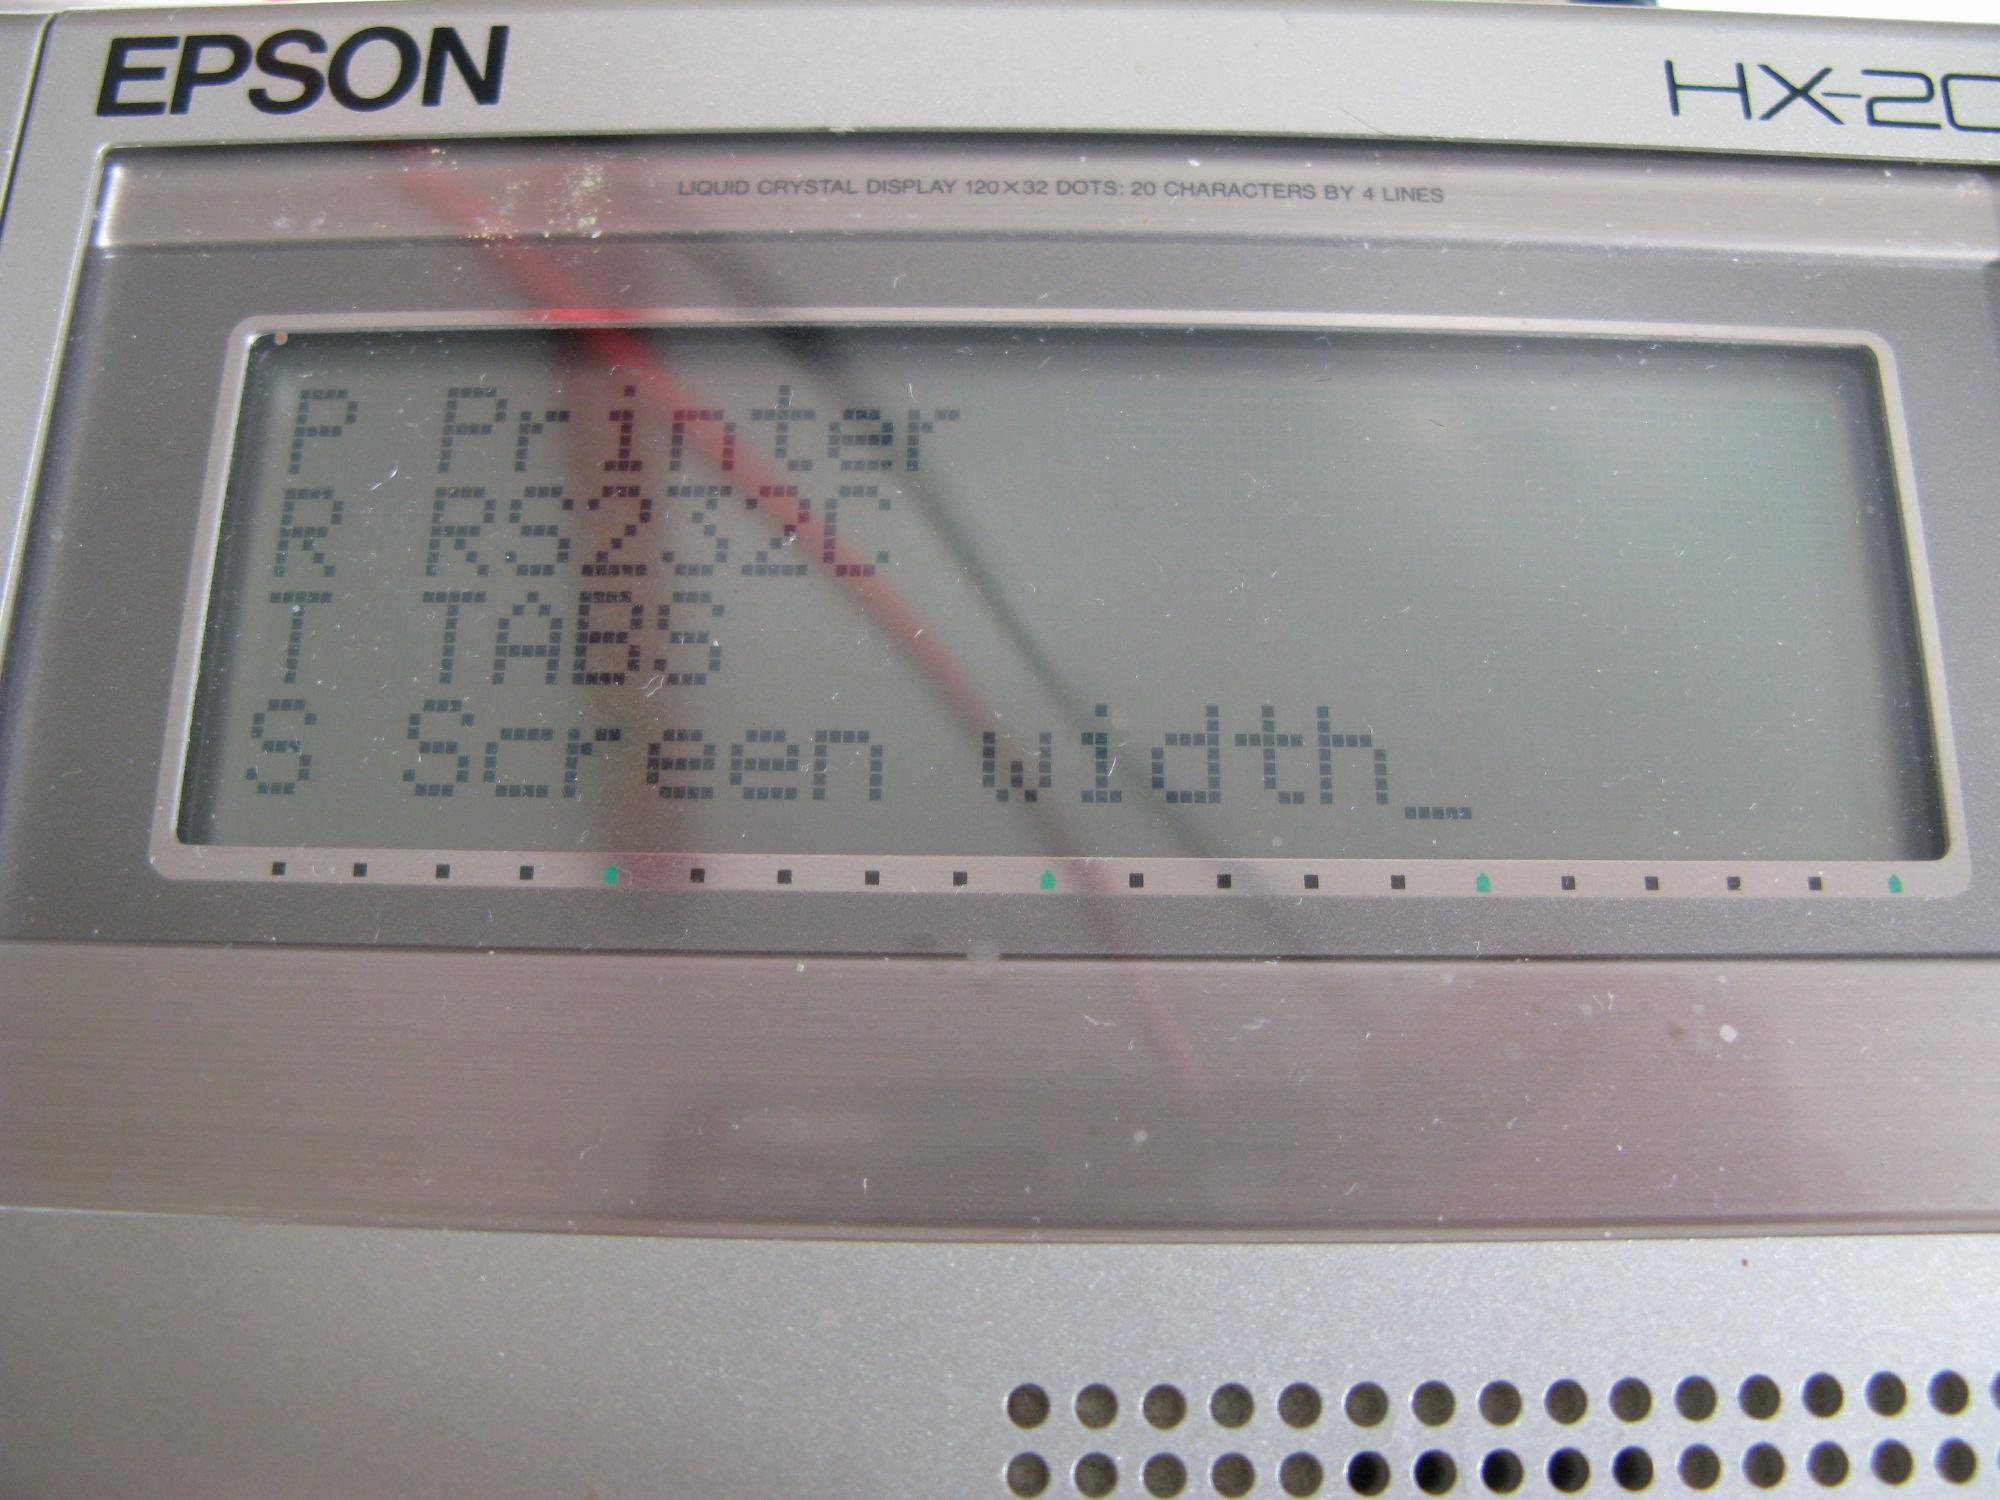 EPSON
HX-20
LIQUID CRYSTAL DISPLAY 120×32 DOTS: 20 CHARACTERS BY 4 LINES
P Printer
R RS232C
T TABS
S Screen width_